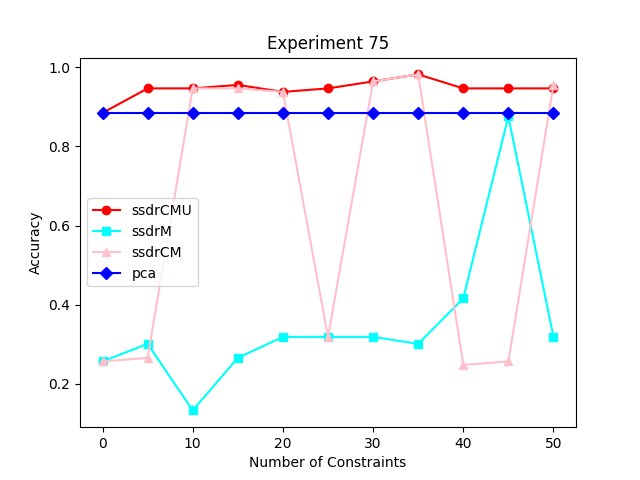 Experiment 75
Accuracy
1.0
0.8
0.6
0.4
0.2
ssdrCMU
ssdrM
ssdrCM
pca
0 10 20 30 40 50
Number of Constraints